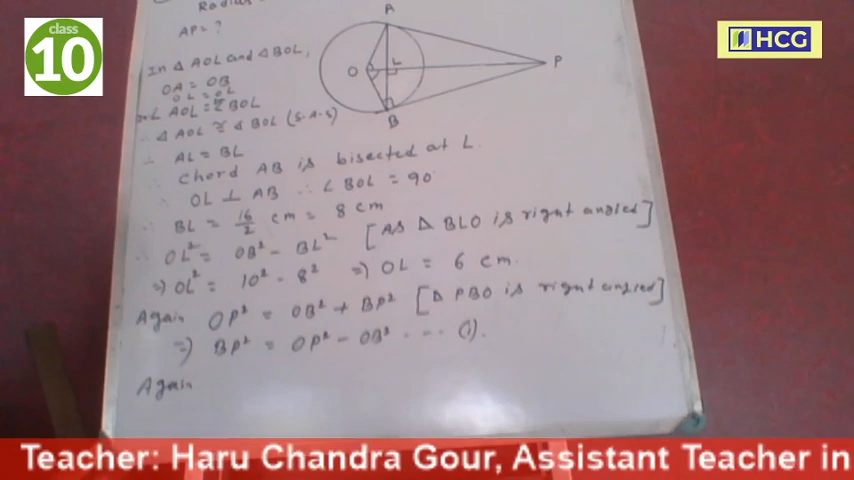 class
10
HCG
Radius
AP = ?
A
O
L
P
B
In Δ AOL and Δ BOL,
OA = OB
OL = OL
∠ AOL = ∠ BOL
∴ Δ AOL ≅ Δ BOL (S-A-S)
∴ AL = BL
∴ Chord AB is bisected at L.
∴ OL ⊥ AB ∴ ∠ BOL = 90
∴ BL = 16/2 cm = 8 cm
∴ OL² = OB² - BL² [AS Δ BLO is right angled]
=) OL² = 10² - 8² =) OL = 6 cm.
Again OP² = OB² + BP² [Δ PBO is right angled]
=) BP² = OP² - OB² --- (i).
Again
Teacher: Haru Chandra Gour, Assistant Teacher in